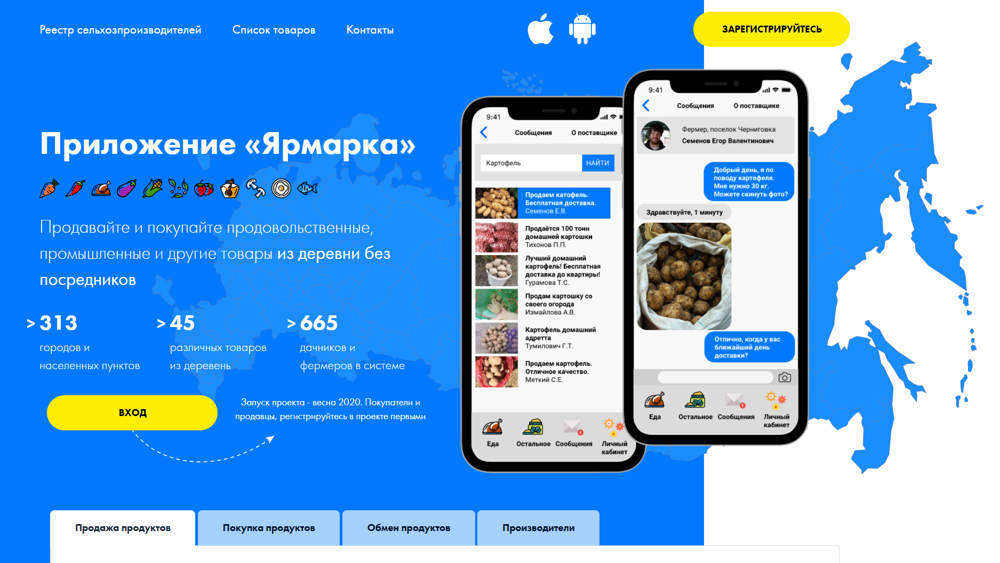 Реестр сельхозпроизводителей
Список товаров
Контакты
ЗАРЕГИСТРИРУЙТЕСЬ
Приложение «Ярмарка»
Продавайте и покупайте продовольственные,
промышленные и другие товары из деревни без
посредников
> 313
городов и
населенных пунктов
> 45
различных товаров
из деревень
> 665
дачников и
фермеров в системе
ВХОД
Запуск проекта - весна 2020. Покупатели и
продавцы, регистрируйтесь в проекте первыми
9:41
Сообщения
О поставщике
Картофель
НАЙТИ
Продаем катофель.
Бесплатная доставка.
Семенов Е.В.
Продаётся 100 тонн
домашней картошки
Тихонов П.П.
Лучший домашний
картофель! Бесплатная
доставка до квартиры!
Гурамова Т.С.
Продам картошку со
своего огорода
Измайлова А.В.
Картофель домашний
адретта
Тумилович Г.Т.
Продаем картофель.
Отличное качество.
Меткий С.Е.
Еда
Остальное
1
Сообщения
Личный
кабинет
9:41
Сообщения
О поставщике
Фермер, поселок Черниговка
Семенов Егор Валентинович
Добрый день, я по
поводу картофеля.
Мне нужно 30 кг.
Можете скинуть фото?
Здравствуйте, 1 минуту
Отлично, когда у вас
ближайший день
доставки?
Еда
Остальное
1
Сообщения
Личный
кабинет
Продажа продуктов
Покупка продуктов
Обмен продуктов
Производители